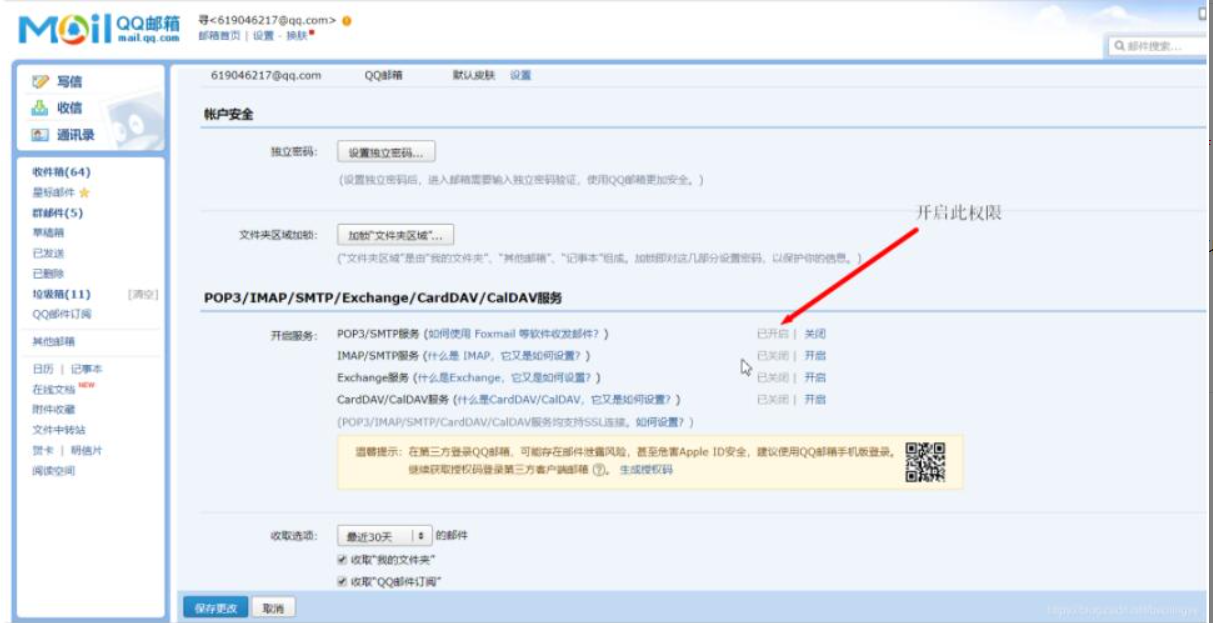 MOil QQ邮箱 mail.qq.com
寻<619046217@qq.com>
邮箱首页 | 设置 - 换肤
邮件搜索...
写信
收信
通讯录
收件箱(64)
星标邮件
群邮件(5)
草稿箱
已发送
已删除
垃圾箱(11) [清空]
QQ邮件订阅
其他邮箱
日历 | 记事本
在线文档 NEW
附件收藏
文件中转站
贺卡 | 明信片
阅读空间
619046217@qq.com QQ邮箱 默认皮肤 设置
帐户安全
独立密码: 设置独立密码...
(设置独立密码后，进入邮箱需要输入独立密码验证，使用QQ邮箱更加安全。)
开启此权限
文件夹区域加锁: 加锁"文件夹区域"...
("文件夹区域"是由"我的文件夹"、"其他邮箱"、"记事本"组成。加锁即对这几部分设置密码，以保护你的信息。)
POP3/IMAP/SMTP/Exchange/CardDAV/CalDAV服务
开启服务: POP3/SMTP服务 (如何使用 Foxmail 等软件收发邮件? ) 已开启 | 关闭
IMAP/SMTP服务 (什么是 IMAP，它又是如何设置? ) 已关闭 | 开启
Exchange服务 (什么是Exchange，它又是如何设置? ) 已关闭 | 开启
CardDAV/CalDAV服务 (什么是CardDAV/CalDAV，它又是如何设置? ) 已关闭 | 开启
(POP3/IMAP/SMTP/CardDAV/CalDAV服务均支持SSL连接。如何设置? )
温馨提示: 在第三方登录QQ邮箱，可能存在邮件泄露风险，甚至危害Apple ID安全，建议使用QQ邮箱手机版登录。
继续获取授权码登录第三方客户端邮箱 ?。 生成授权码
收取选项: 最近30天 的邮件
收取"我的文件夹"
收取"QQ邮件订阅"
保存更改 取消